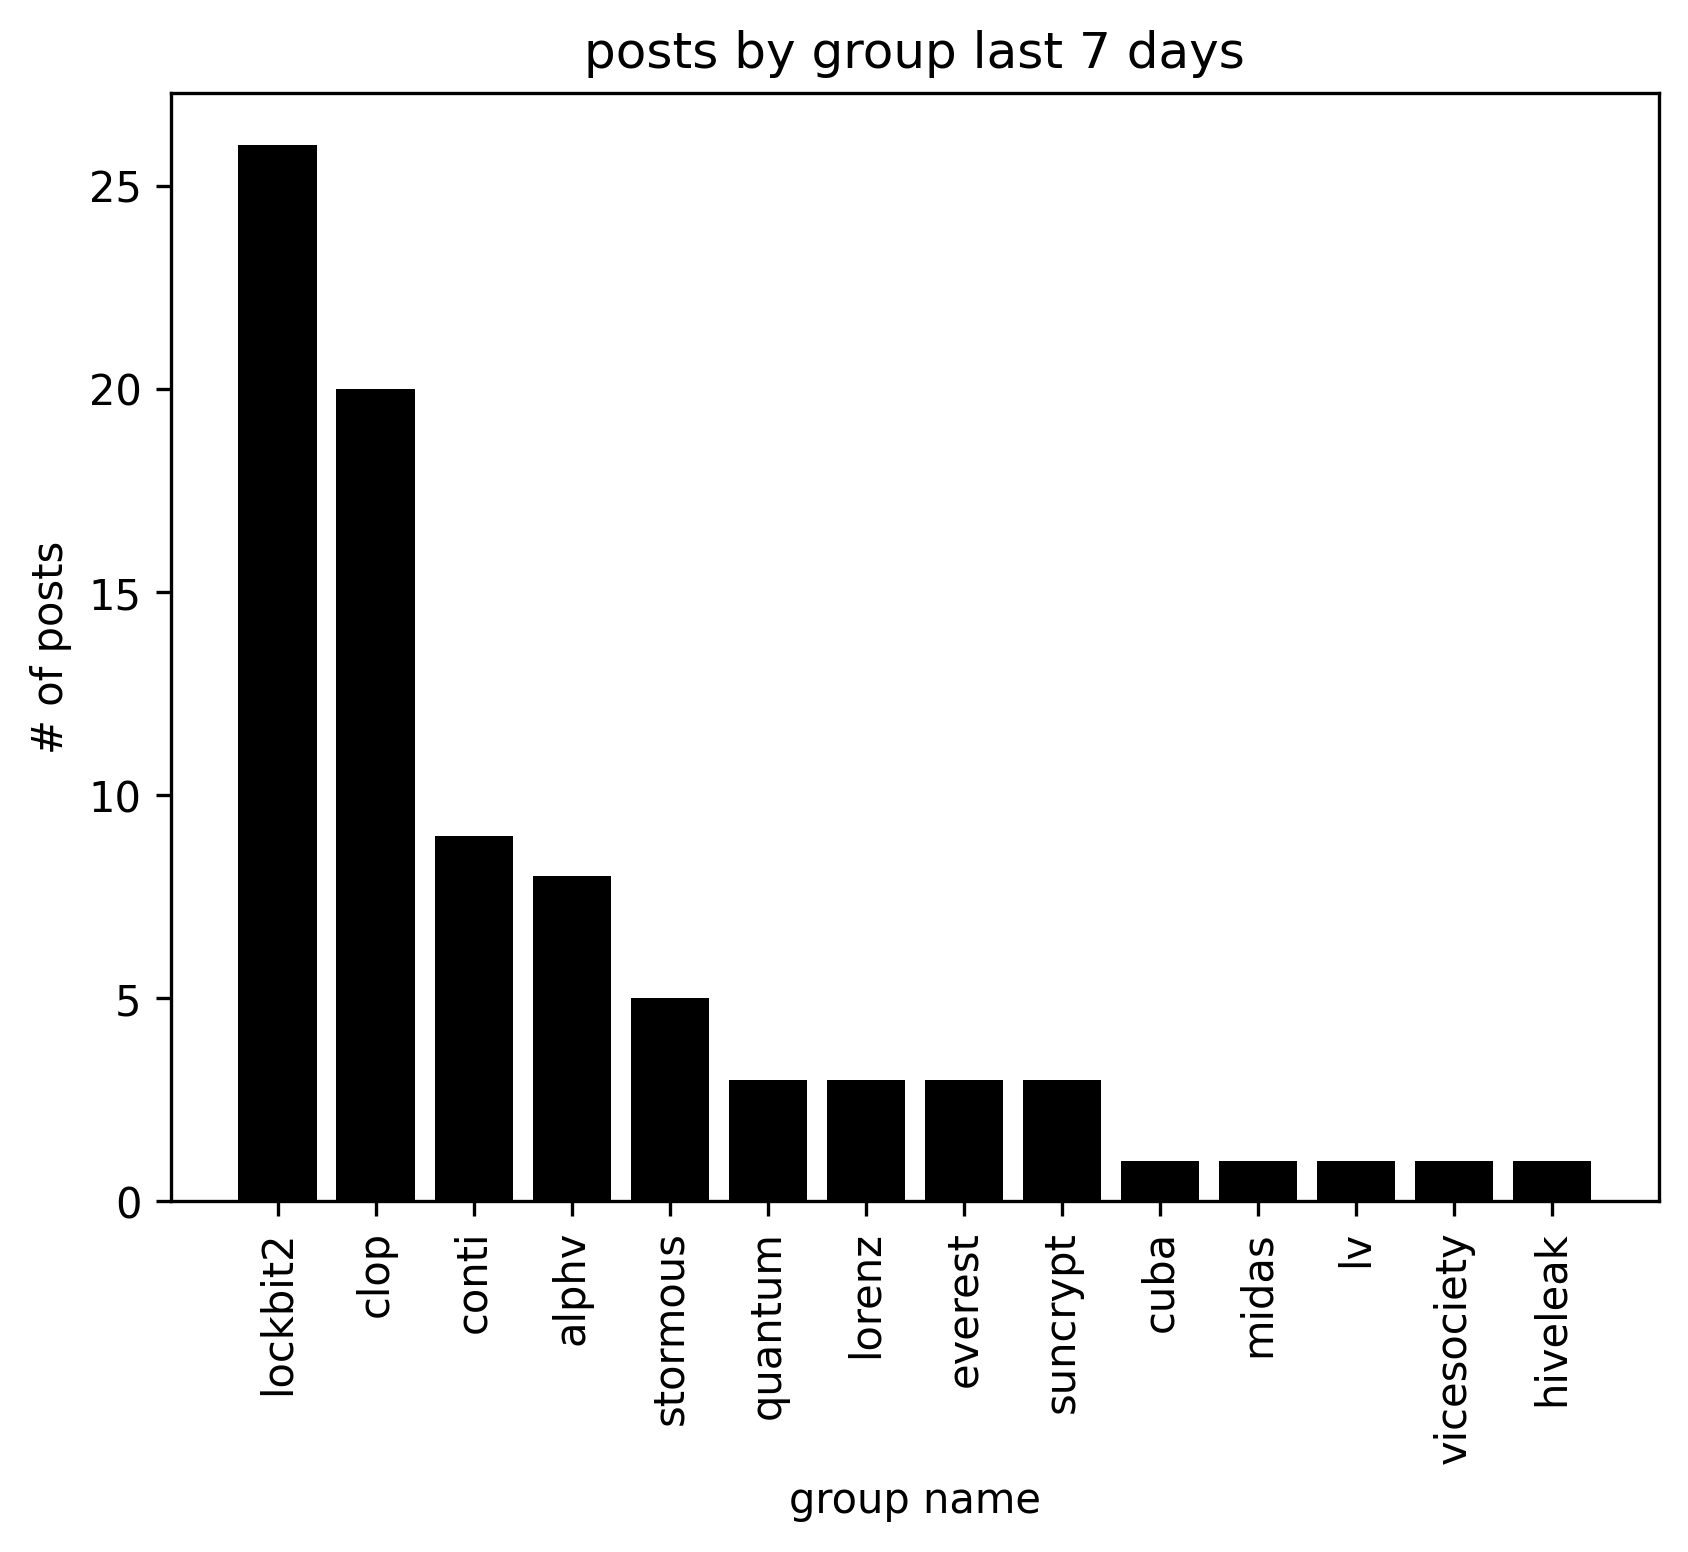 posts by group last 7 days
# of posts
25
20
15
10
5
0
lockbit2
clop
conti
alphv
stormous
quantum
lorenz
everest
suncrypt
cuba
midas
lv
vicesociety
hiveleak
group name